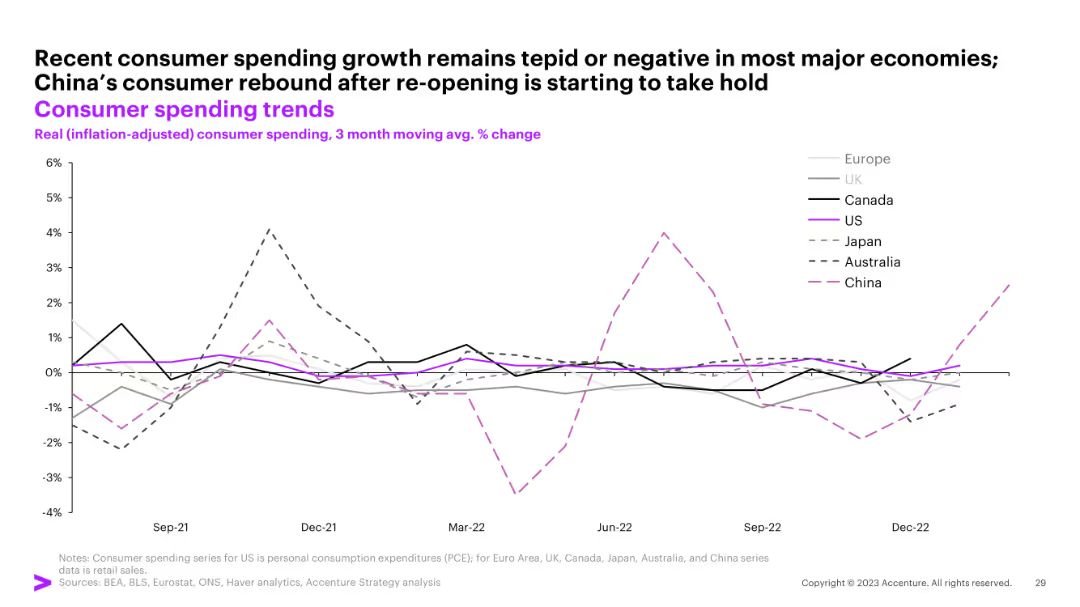 Recent consumer spending growth remains tepid or negative in most major economies;
China’s consumer rebound after re-opening is starting to take hold
Consumer spending trends
Real (inflation-adjusted) consumer spending, 3 month moving avg. % change
6%
5%
4%
3%
2%
1%
0%
-1%
-2%
-3%
-4%
Europe
UK
Canada
US
Japan
Australia
China
Sep-21
Dec-21
Mar-22
Jun-22
Sep-22
Dec-22
Notes: Consumer spending series for US is personal consumption expenditures (PCE); for Euro Area, UK, Canada, Japan, Australia, and China series
data is retail sales.
Sources: BEA, BLS, Eurostat, ONS, Haver analytics, Accenture Strategy analysis
Copyright © 2023 Accenture. All rights reserved.
29